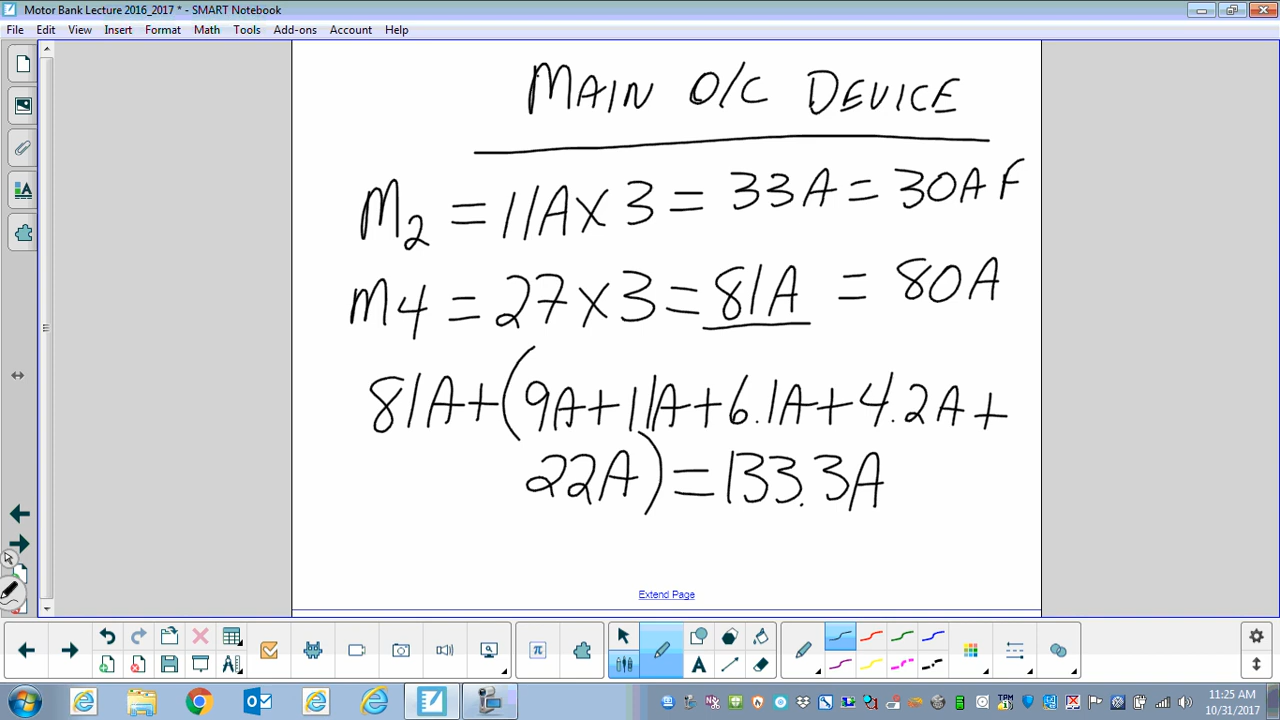 Motor Bank Lecture 2016_2017 * - SMART Notebook
File Edit View Insert Format Math Tools Add-ons Account Help
MAIN O/C DEVICE
M2 = 11A x 3 = 33A = 30A F
M4 = 27 x 3 = 81A = 80A
81A + (9A + 11A + 6.1A + 4.2A +
22A) = 133.3A
Extend Page
11:25 AM
10/31/2017